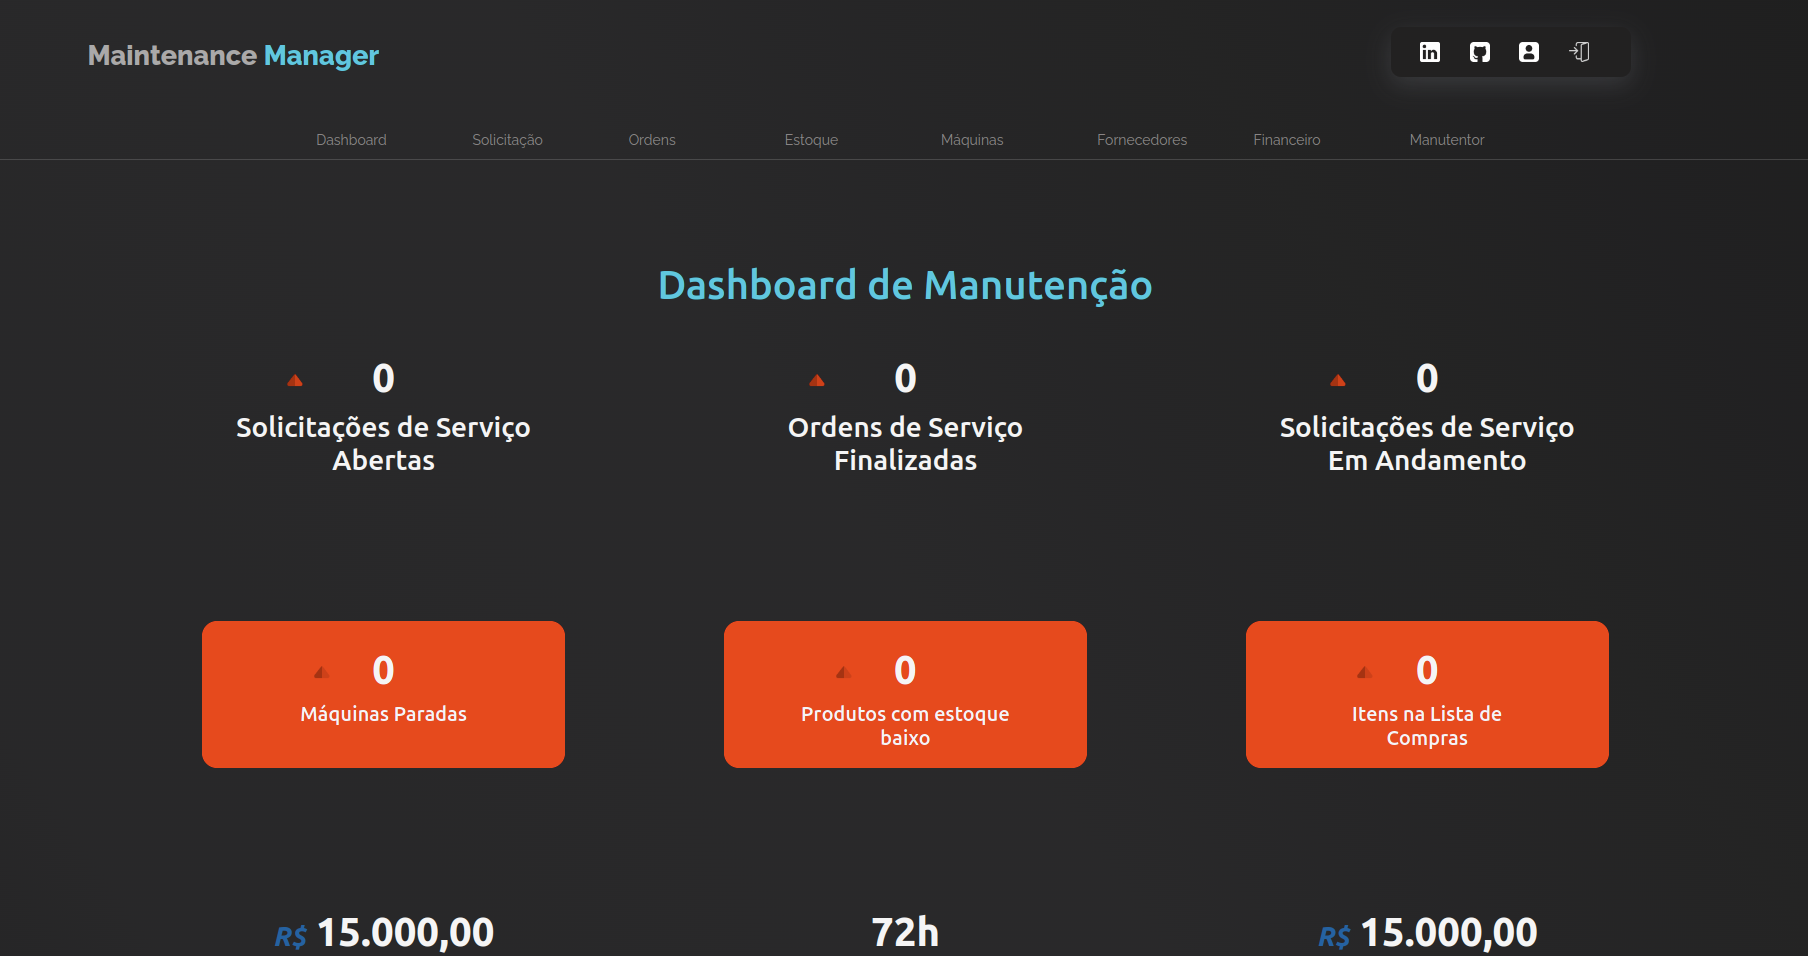 Maintenance Manager
Dashboard Solicitação Ordens Estoque Máquinas Fornecedores Financeiro Manutentor
Dashboard de Manutenção
0
Solicitações de Serviço
Abertas
0
Ordens de Serviço
Finalizadas
0
Solicitações de Serviço
Em Andamento
0
Máquinas Paradas
0
Produtos com estoque
baixo
0
Itens na Lista de
Compras
R$ 15.000,00
72h
R$ 15.000,00